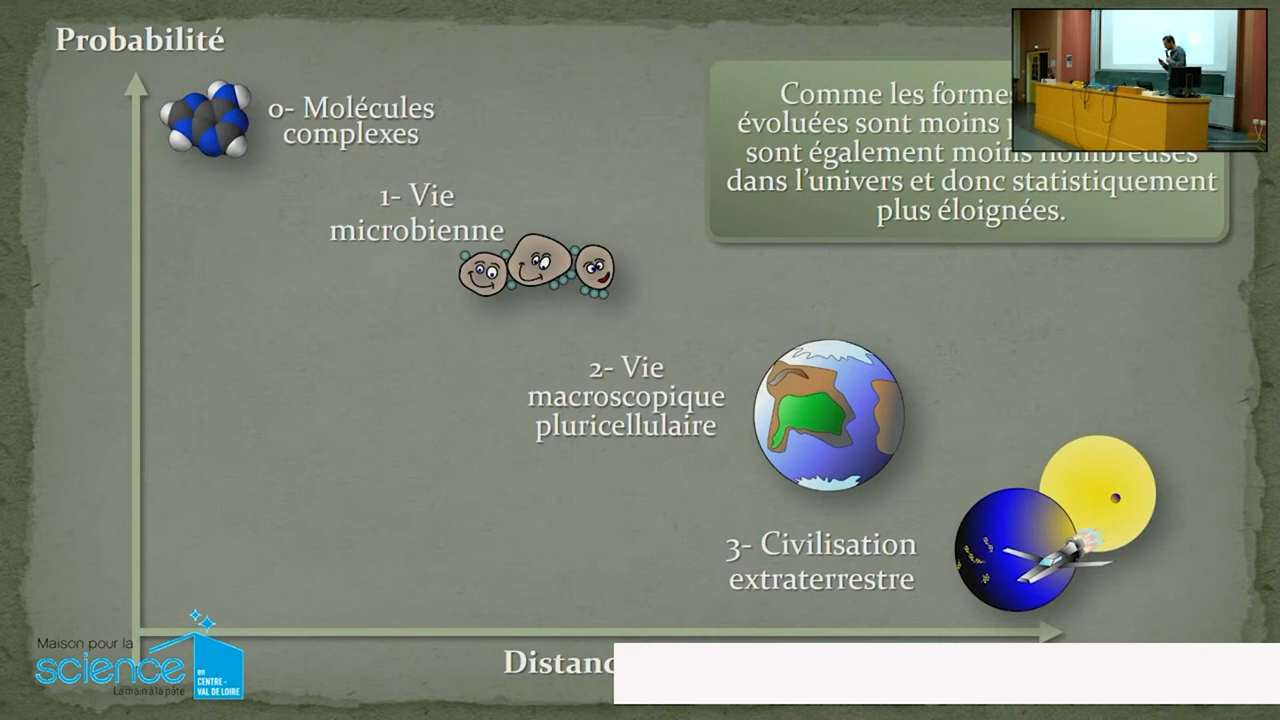 Probabilité
0- Molécules
complexes
Comme les forme
évoluées sont moins
sont également moins nombreuses
dans l'univers et donc statistiquement
plus éloignées.
1- Vie
microbienne
2- Vie
macroscopique
pluricellulaire
3- Civilisation
extraterrestre
Distanc
Maison pour la
science
La main à la pâte
en
CENTRE -
VAL DE LOIRE